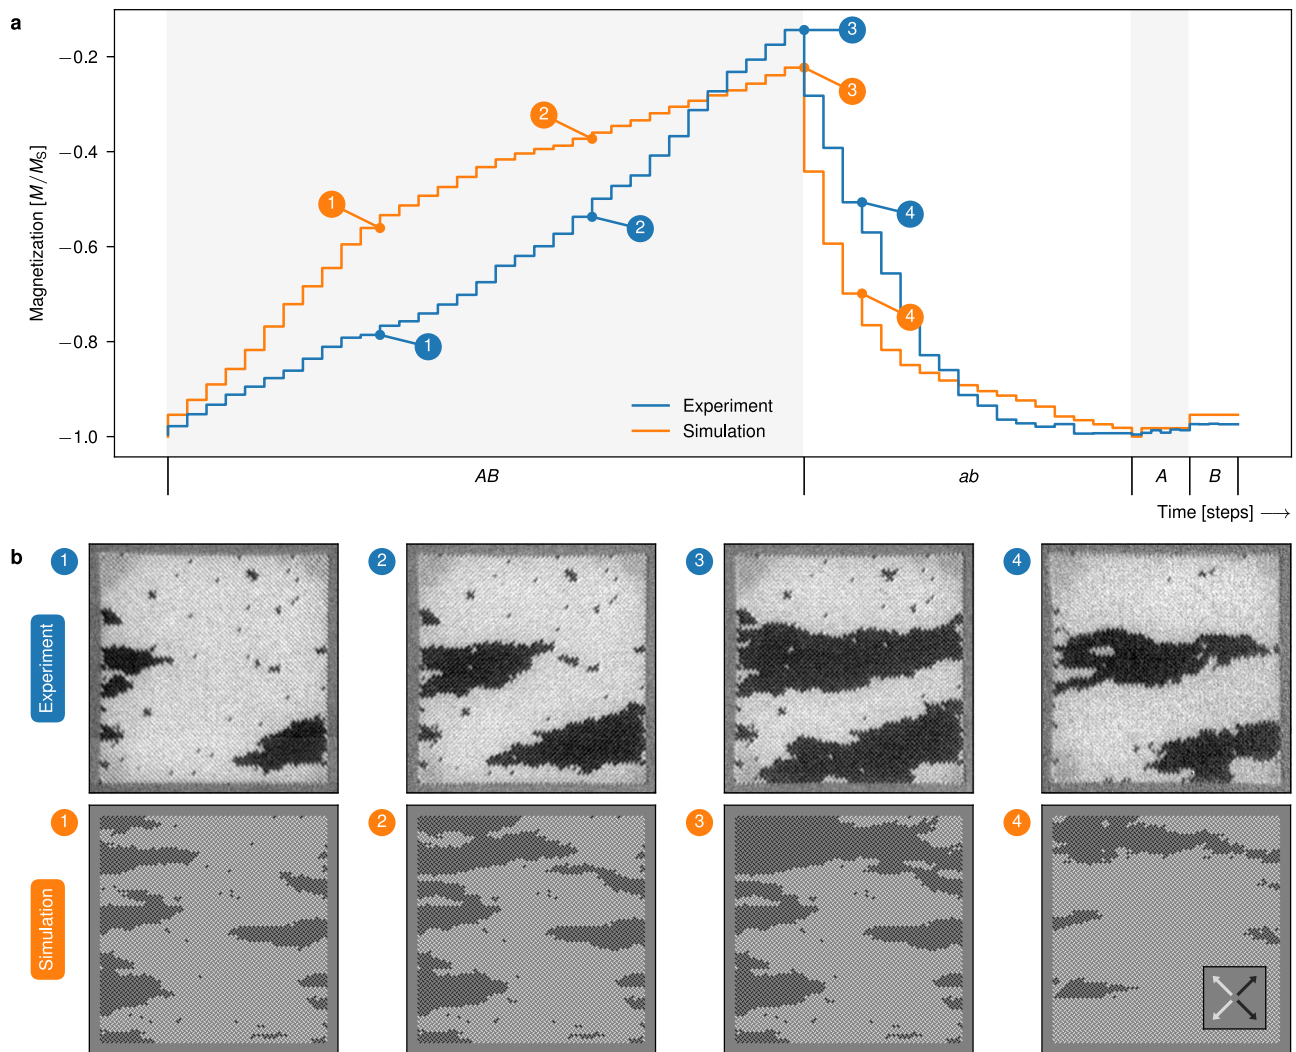 a
Magnetization [M/M_S]
−0.2
−0.4
−0.6
−0.8
−1.0
3
3
2
1
2
4
4
1
Experiment
Simulation
AB
ab
A
B
Time [steps] ⟶
b
1
2
3
4
Experiment
1
2
3
4
Simulation